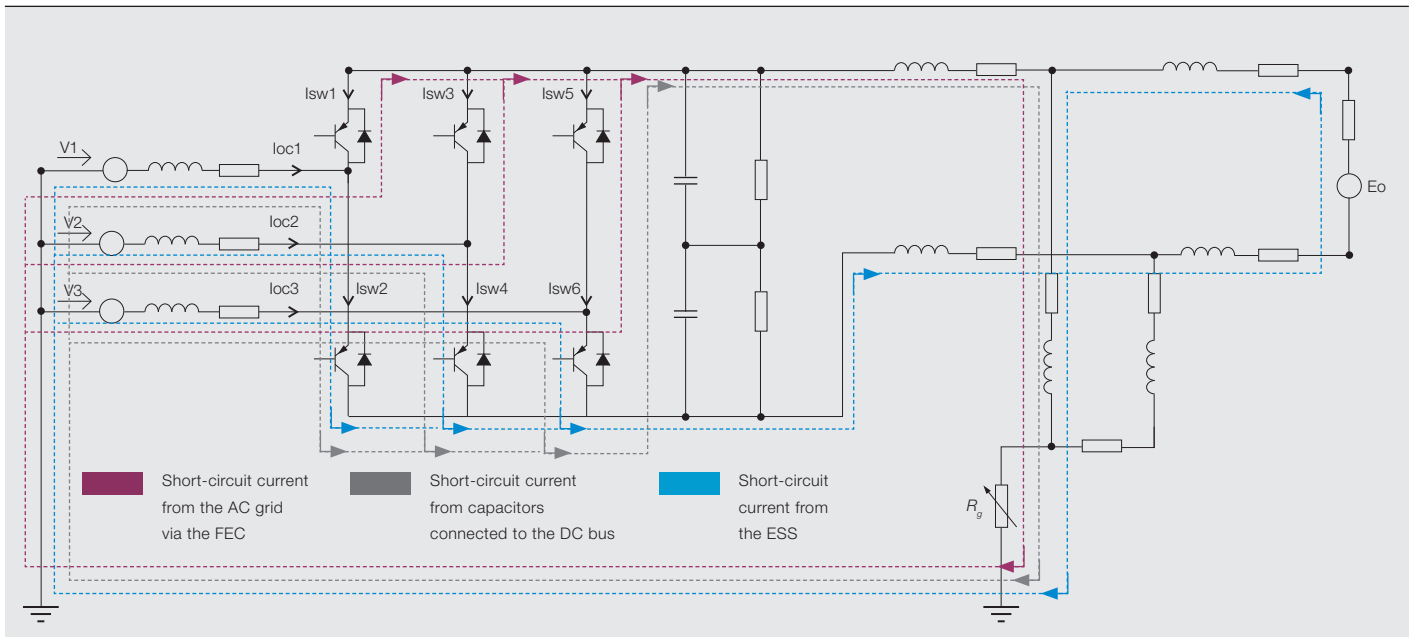 Isw1
Isw3
Isw5
V1
Ioc1
Eo
V2
Ioc2
V3
Ioc3
Isw2
Isw4
Isw6
Short-circuit current
from the AC grid
via the FEC
Short-circuit current
from capacitors
connected to the DC bus
Short-circuit
current from
the ESS
Rg